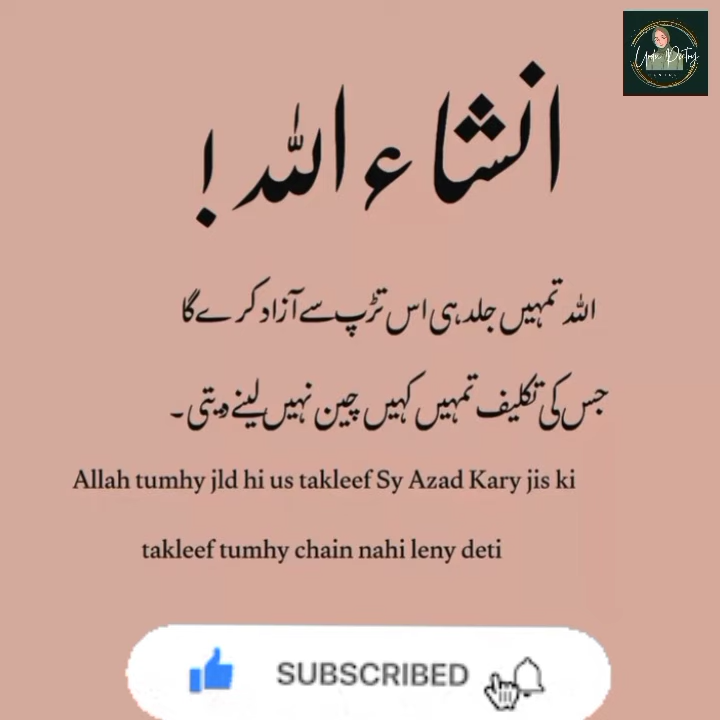 Urdu Poetry
انشاء اللہ !
اللہ تمہیں جلد ہی اس تڑپ سے آزاد کرے گا
جس کی تکلیف تمہیں کہیں چین نہیں لینے دیتی۔
Allah tumhy jld hi us takleef Sy Azad Kary jis ki
takleef tumhy chain nahi leny deti
SUBSCRIBED